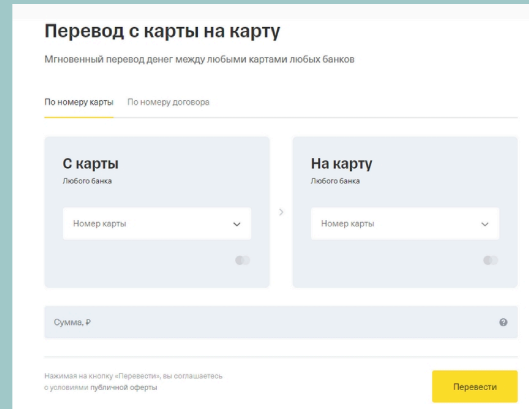 Перевод с карты на карту
Мгновенный перевод денег между любыми картами любых банков
По номеру карты По номеру договора
С карты
Любого банка
Номер карты
На карту
Любого банка
Номер карты
Сумма, ₽
Нажимая на кнопку «Перевести», вы соглашаетесь
с условиями публичной оферты
Перевести